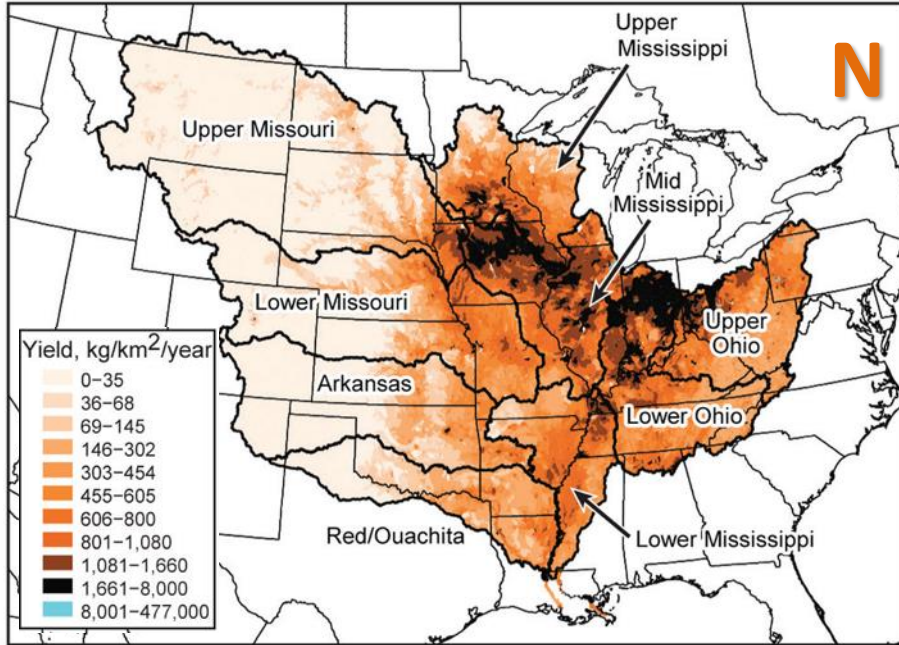 Upper
Mississippi
N
Upper Missouri
Mid
Mississippi
Lower Missouri
Upper
Ohio
Yield, kg/km²/year
0–35
36–68
69–145
146–302
303–454
455–605
606–800
801–1,080
1,081–1,660
1,661–8,000
8,001–477,000
Arkansas
Lower Ohio
Red/Ouachita
Lower Mississippi